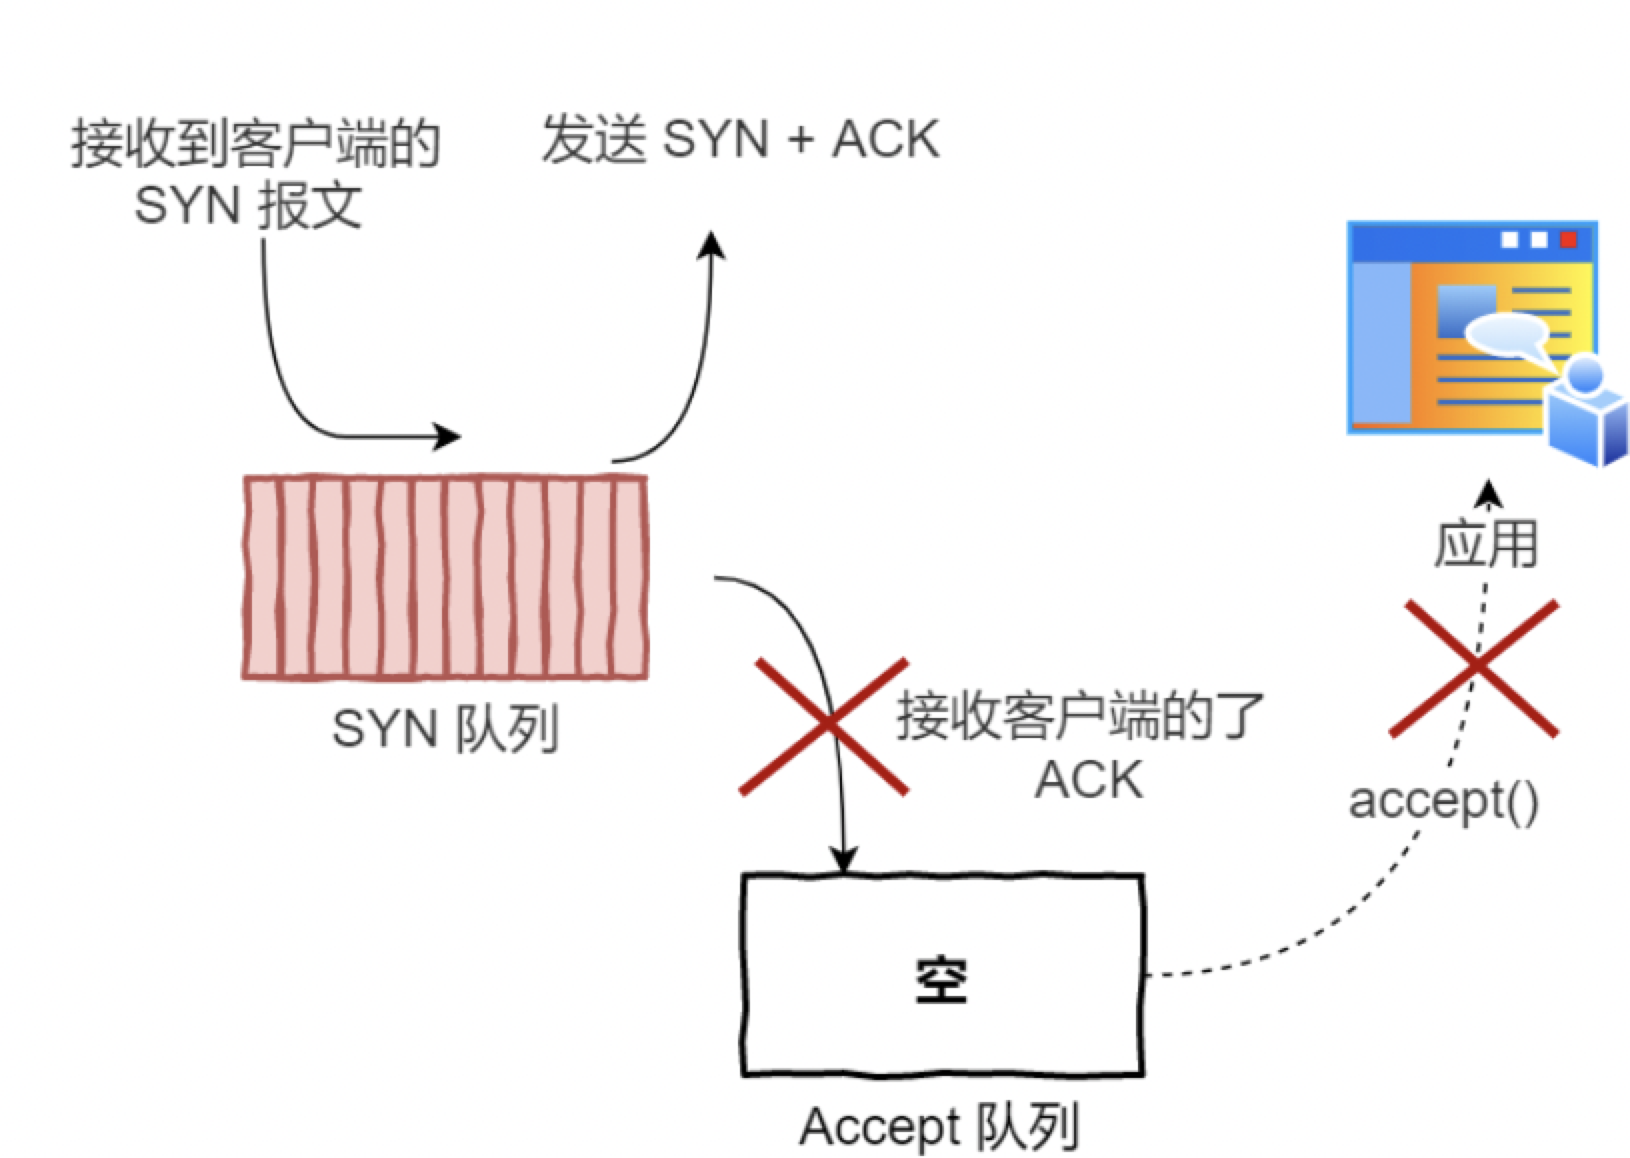 接收到客户端的
SYN 报文
发送 SYN + ACK
SYN 队列
接收客户端的了
ACK
应用
accept()
空
Accept 队列